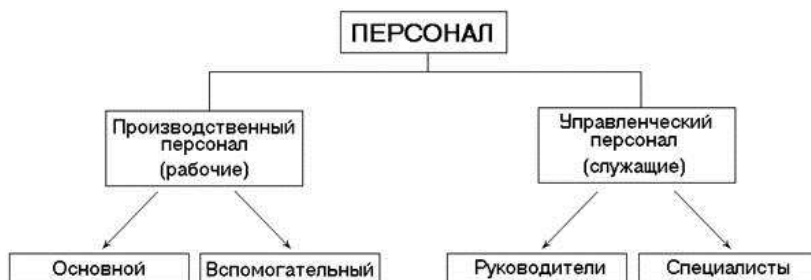 ПЕРСОНАЛ
Производственный
персонал
(рабочие)
Управленческий
персонал
(служащие)
Основной
Вспомогательный
Руководители
Специалисты